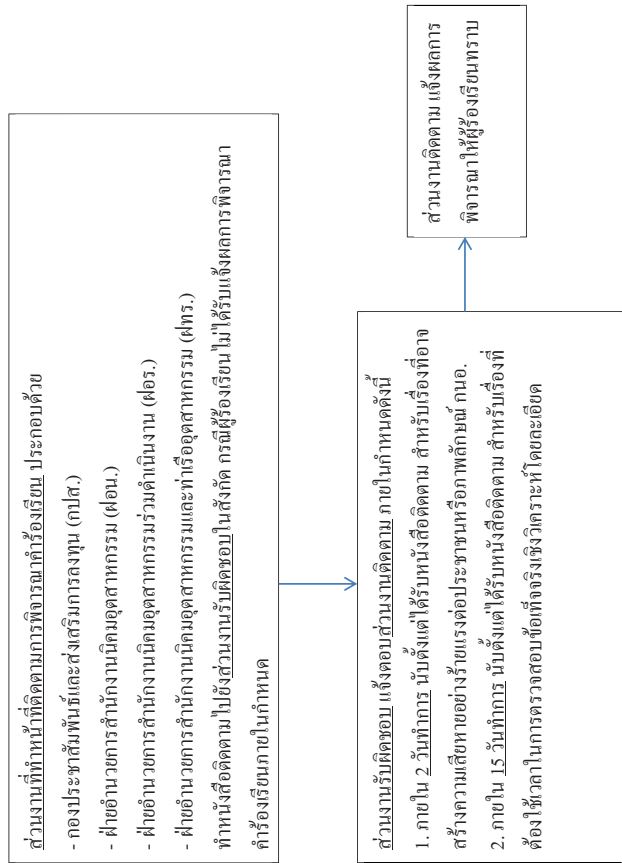 ส่วนงานที่ทำหน้าที่ติดตามการพิจารณาคำร้องเรียน ประกอบด้วย
- กองประชาสัมพันธ์และส่งเสริมการลงทุน (กปส.)
- ฝ่ายอำนวยการสำนักงานนิคมอุตสาหกรรม (ฝอน.)
- ฝ่ายอำนวยการสำนักงานนิคมอุตสาหกรรมร่วมดำเนินงาน (ฝอร.)
- ฝ่ายอำนวยการสำนักงานนิคมอุตสาหกรรมและท่าเรืออุตสาหกรรม (ฝทร.)
ทำหนังสือติดตามไปยังส่วนงานรับผิดชอบในสังกัด กรณีผู้ร้องเรียนไม่ได้รับแจ้งผลการพิจารณา
คำร้องเรียนภายในกำหนด
ส่วนงานรับผิดชอบ แจ้งตอบส่วนงานติดตาม ภายในกำหนดดังนี้
1. ภายใน 2 วันทำการ นับตั้งแต่ได้รับหนังสือติดตาม สำหรับเรื่องที่อาจ
สร้างความเสียหายอย่างร้ายแรงต่อประชาชนหรือภาพลักษณ์ กนอ.
2. ภายใน 15 วันทำการ นับตั้งแต่ได้รับหนังสือติดตาม สำหรับเรื่องที่
ต้องใช้เวลาในการตรวจสอบข้อเท็จจริงเชิงวิเคราะห์โดยละเอียด
ส่วนงานติดตาม แจ้งผลการ
พิจารณาให้ผู้ร้องเรียนทราบ